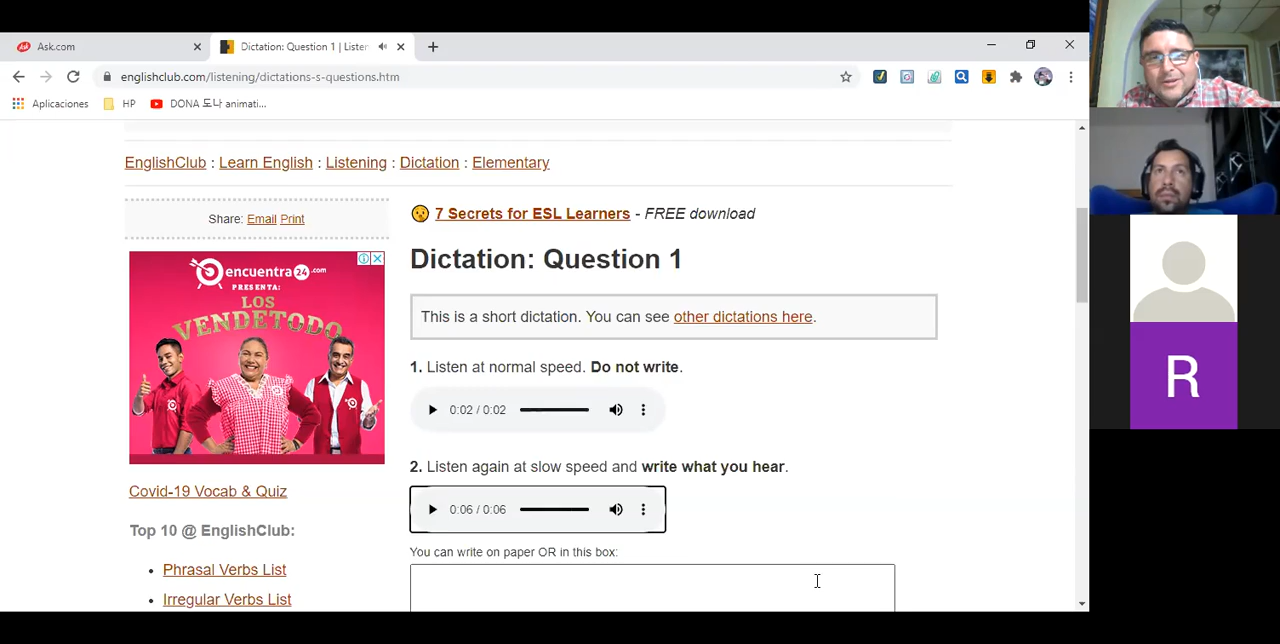 Ask.com
Dictation: Question 1 | Listen
englishclub.com/listening/dictations-s-questions.htm
Aplicaciones
HP
DONA 도나 animati...
EnglishClub : Learn English : Listening : Dictation : Elementary
Share: Email Print
7 Secrets for ESL Learners - FREE download
encuentra24.com
PRESENTA:
LOS
VENDETODO
Dictation: Question 1
This is a short dictation. You can see other dictations here.
1. Listen at normal speed. Do not write.
0:02 / 0:02
2. Listen again at slow speed and write what you hear.
0:06 / 0:06
You can write on paper OR in this box:
Covid-19 Vocab & Quiz
Top 10 @ EnglishClub:
Phrasal Verbs List
Irregular Verbs List
R